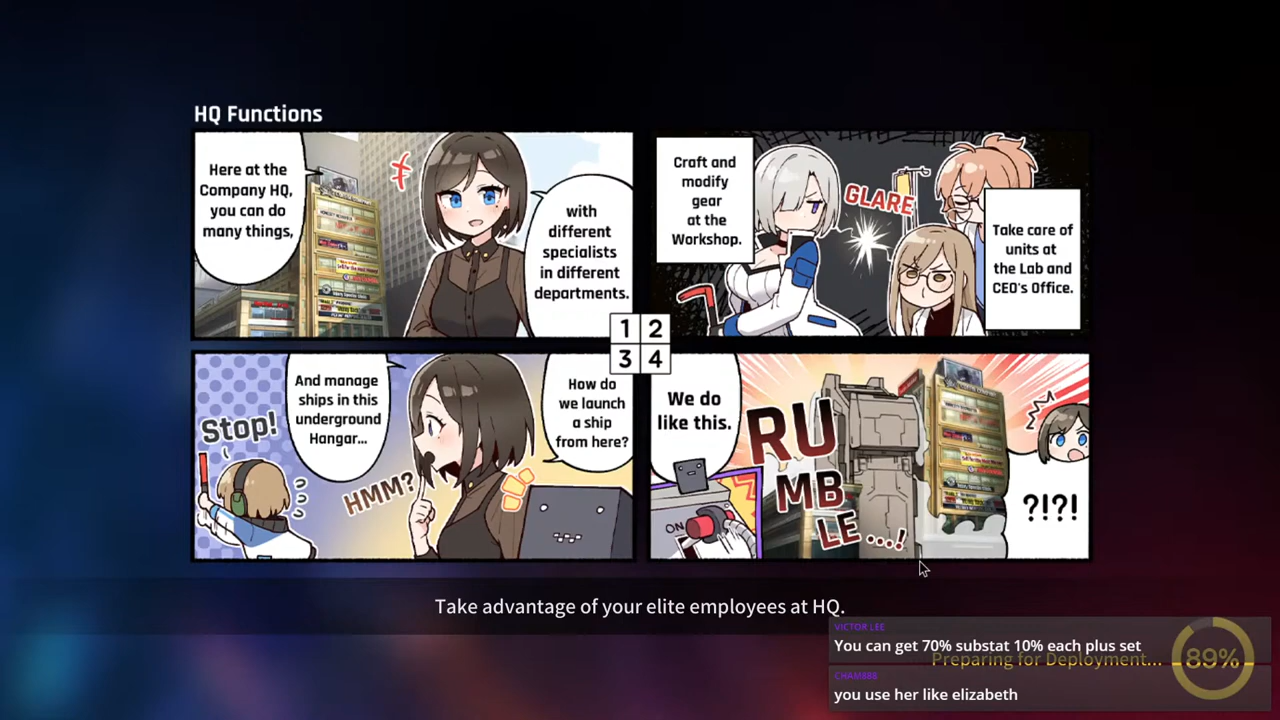 HQ Functions
Here at the
Company HQ,
you can do
many things,
with
different
specialists
in different
departments.
Craft and
modify
gear
at the
Workshop.
GLARE
Take care of
units at
the Lab and
CEO's Office.
1 2
3 4
Stop!
And manage
ships in this
underground
Hangar...
HMM?
How do
we launch
a ship
from here?
We do
like this.
ON
RU
MB
LE ...!
?!?!
Take advantage of your elite employees at HQ.
VICTOR LEE
You can get 70% substat 10% each plus set
Preparing for Deployment...
89%
CHAM888
you use her like elizabeth